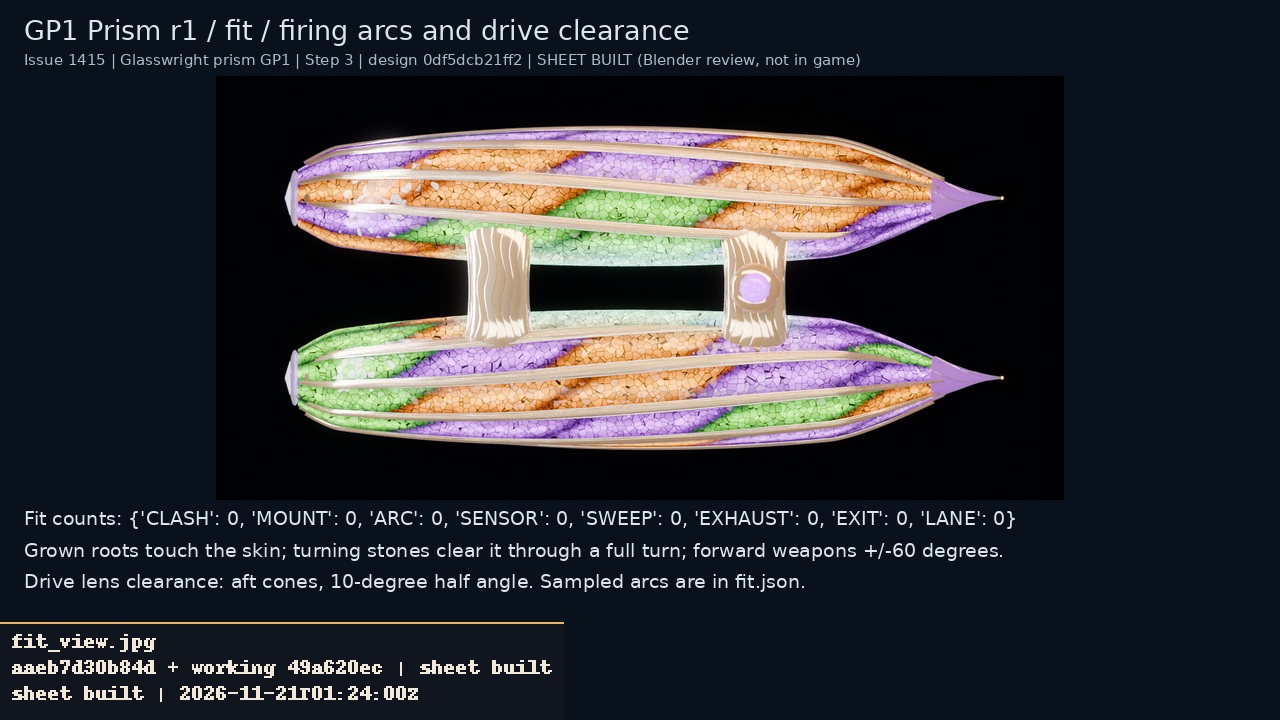 GP1 Prism r1 / fit / firing arcs and drive clearance
Issue 1415 | Glasswright prism GP1 | Step 3 | design 0df5dcb21ff2 | SHEET BUILT (Blender review, not in game)
Fit counts: {'CLASH': 0, 'MOUNT': 0, 'ARC': 0, 'SENSOR': 0, 'SWEEP': 0, 'EXHAUST': 0, 'EXIT': 0, 'LANE': 0}
Grown roots touch the skin; turning stones clear it through a full turn; forward weapons +/-60 degrees.
Drive lens clearance: aft cones, 10-degree half angle. Sampled arcs are in fit.json.
fit_view.jpg
aaeb7d30b84d + working 49a620ec | sheet built
sheet built | 2026-11-21T01:24:00Z